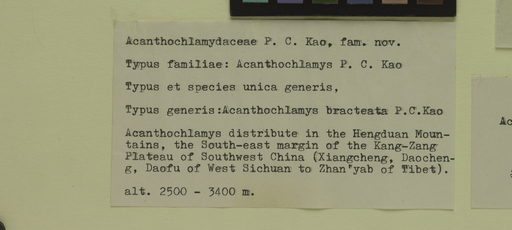 Acanthochlamydaceae P. C. Kao, fam. nov.
Typus familiae: Acanthochlamys P. C. Kao
Typus et species unica generis,
Typus generis:Acanthochlamys bracteata P.C.Kao
Acanthochlamys distribute in the Hengduan Moun-
tains, the South-east margin of the Kang-Zang
Plateau of Southwest China (Xiangcheng, Daochen-
g, Daofu of West Sichuan to Zhan'yab of Tibet).
alt. 2500 - 3400 m.